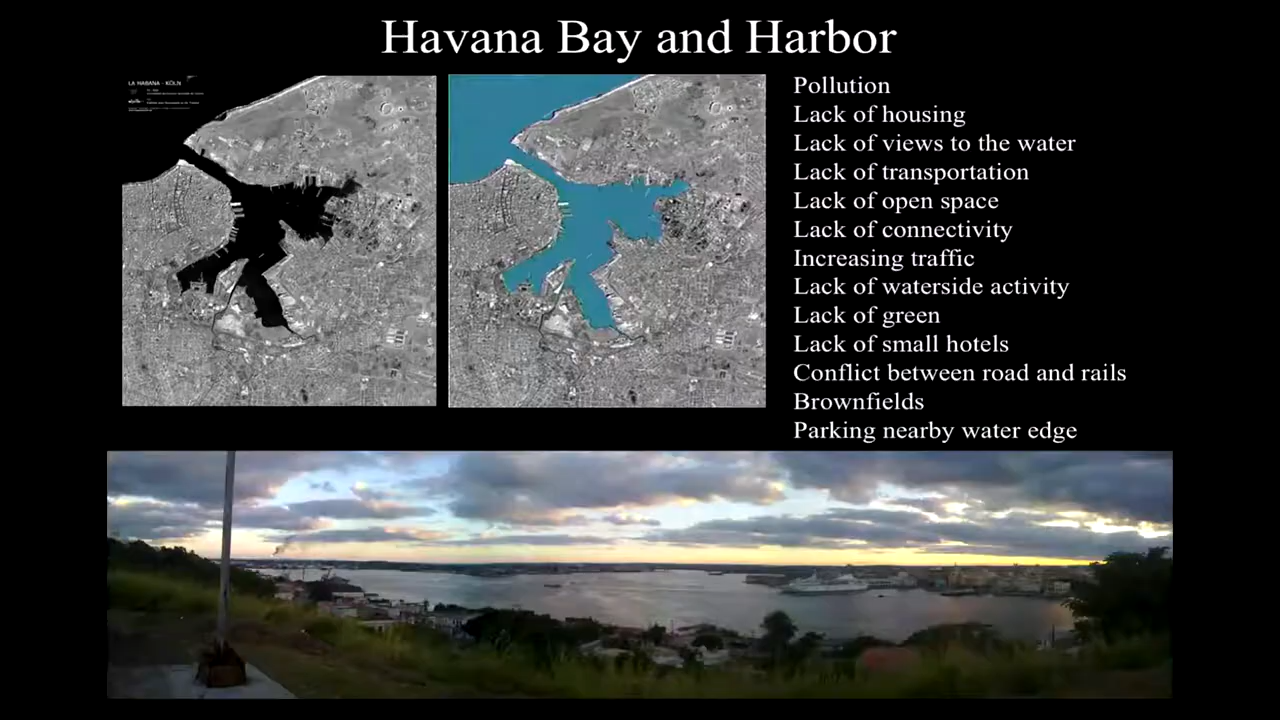 Havana Bay and Harbor
LA HABANA - KÖLN
Pollution
Lack of housing
Lack of views to the water
Lack of transportation
Lack of open space
Lack of connectivity
Increasing traffic
Lack of waterside activity
Lack of green
Lack of small hotels
Conflict between road and rails
Brownfields
Parking nearby water edge